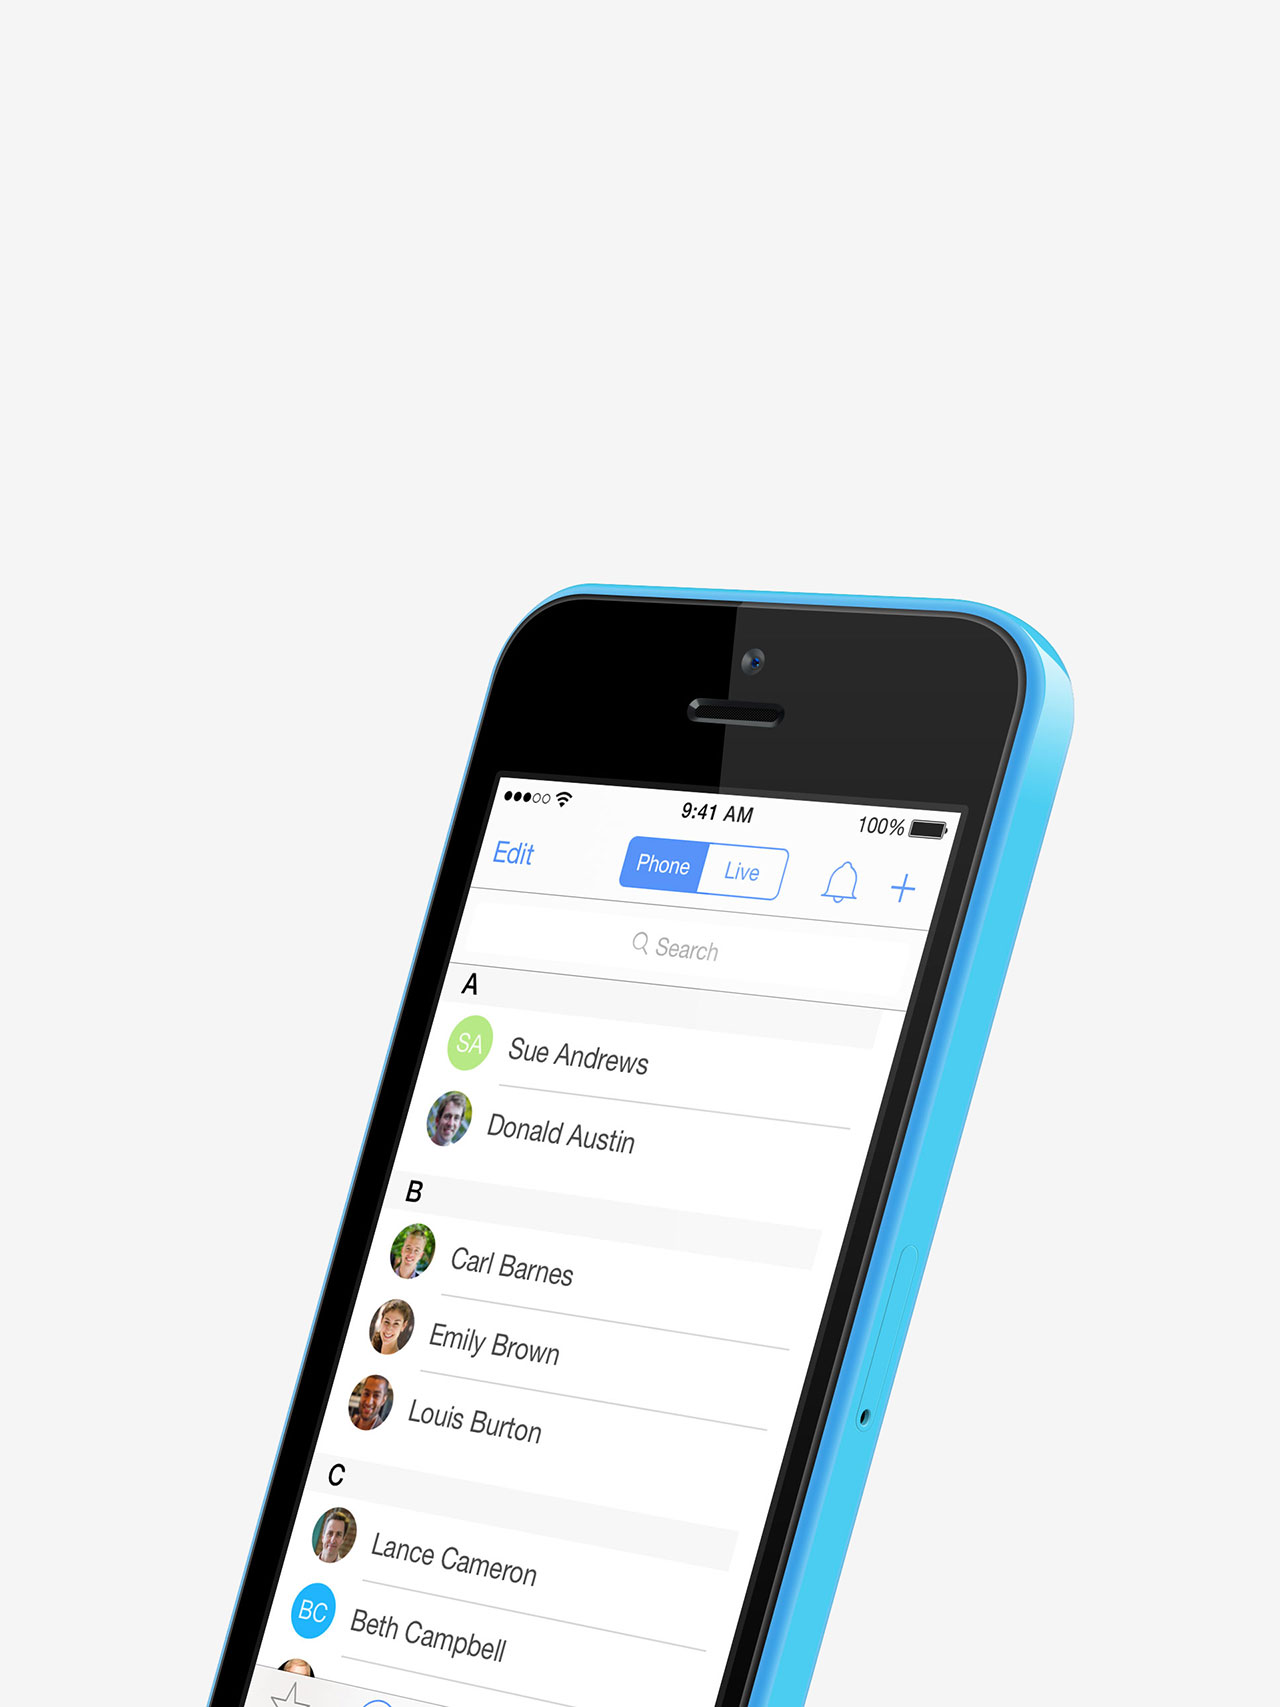 9:41 AM
100%
Edit
Phone
Live
Search
A
SA
Sue Andrews
Donald Austin
B
Carl Barnes
Emily Brown
Louis Burton
C
Lance Cameron
BC
Beth Campbell